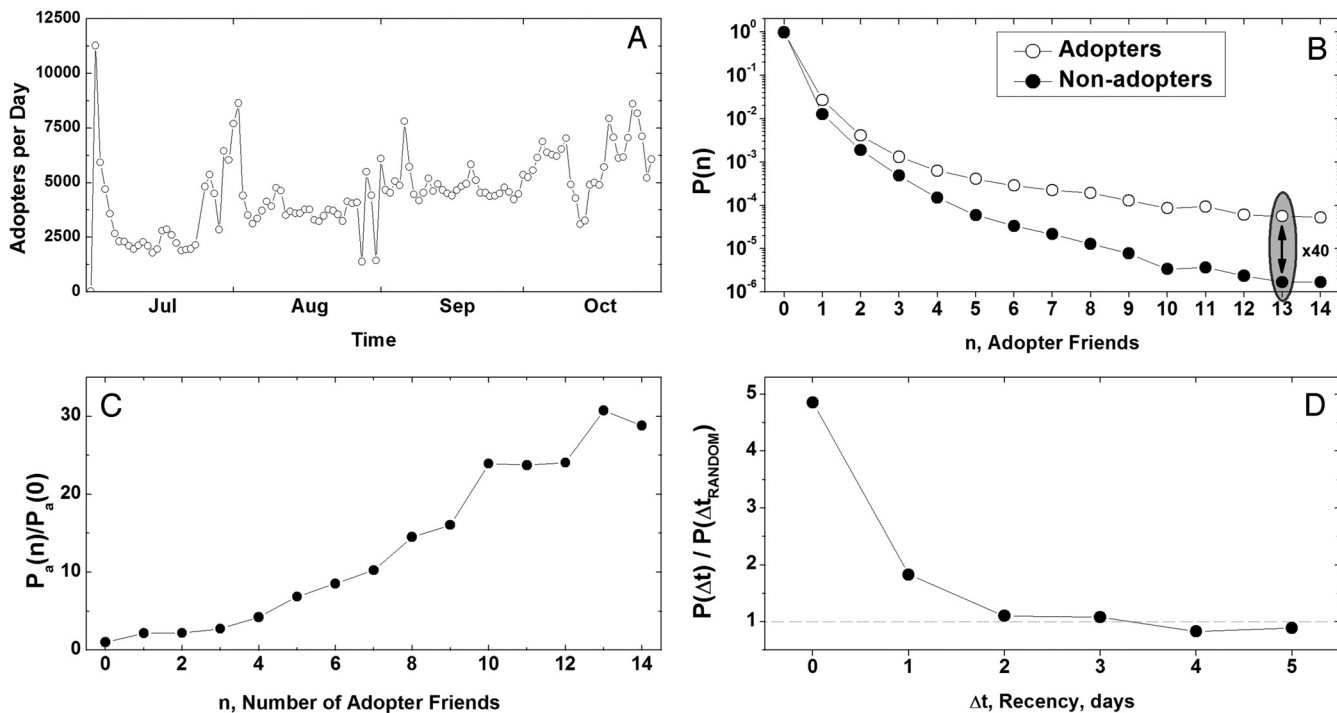 A
12500
10000
7500
5000
2500
0
Adopters per Day
Jul Aug Sep Oct
Time
B
Adopters
Non-adopters
10^0
10^-1
10^-2
10^-3
10^-4
10^-5
10^-6
P(n)
x40
0 1 2 3 4 5 6 7 8 9 10 11 12 13 14
n, Adopter Friends
C
30
20
10
0
P_a(n)/P_a(0)
0 2 4 6 8 10 12 14
n, Number of Adopter Friends
D
5
4
3
2
1
0
P(Δt) / P(Δt_RANDOM)
0 1 2 3 4 5
Δt, Recency, days